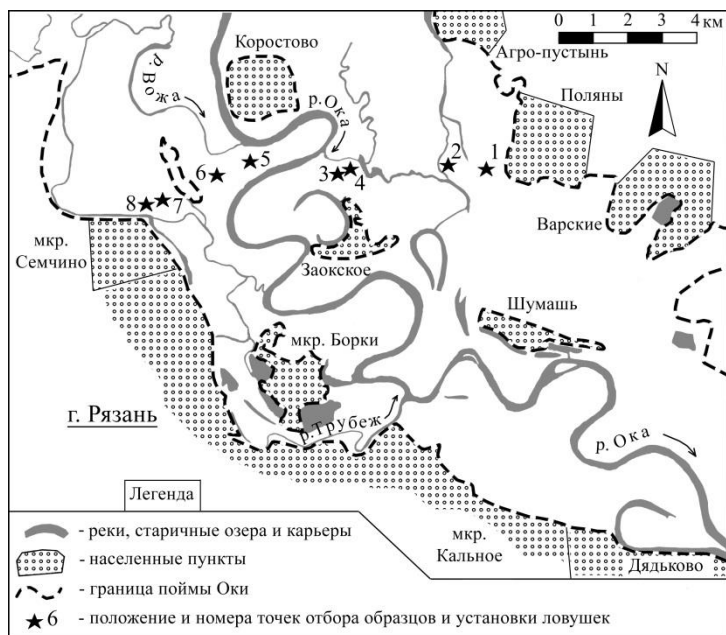 0 1 2 3 4 км
Коростово
Агро-пустынь
Поляны
N
р. Вожа
р. Ока
2
1
5
6
3
4
8
7
Варские
мкр.
Семчино
Заокское
Шумашь
мкр. Борки
г. Рязань
р.Трубеж
р. Ока
мкр.
Кальное
Дядьково
Легенда
- реки, старичные озера и карьеры
- населенные пункты
- граница поймы Оки
6 - положение и номера точек отбора образцов и установки ловушек